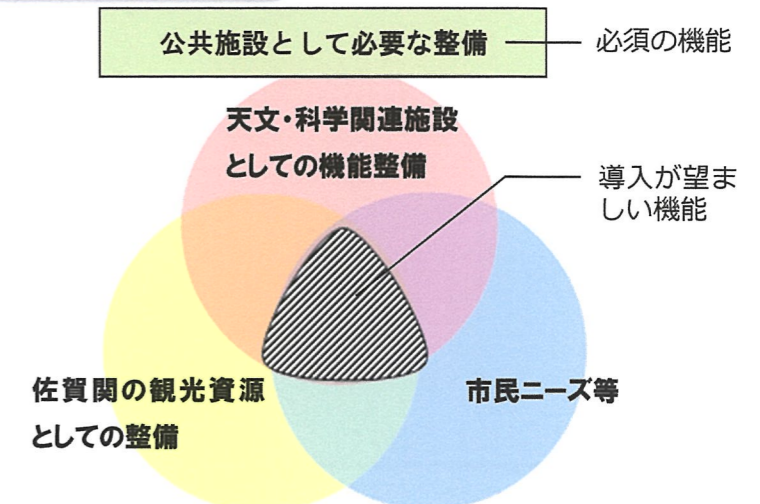 公共施設として必要な整備
必須の機能
天文・科学関連施設
としての機能整備
導入が望ま
しい機能
佐賀関の観光資源
としての整備
市民ニーズ等